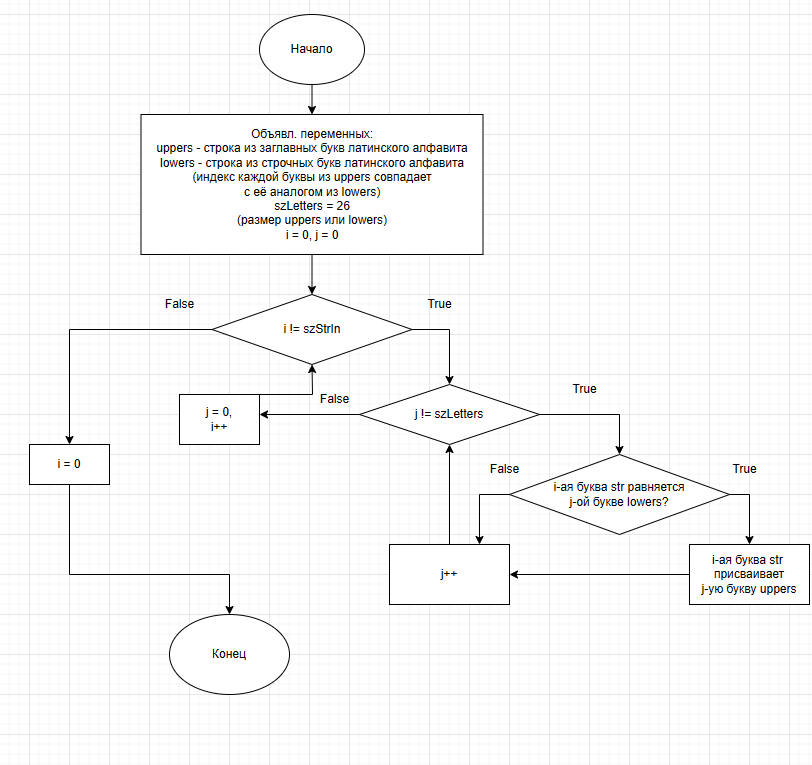 Начало
Объявл. переменных:
uppers - строка из заглавных букв латинского алфавита
lowers - строка из строчных букв латинского алфавита
(индекс каждой буквы из uppers совпадает
с её аналогом из lowers)
szLetters = 26
(размер uppers или lowers)
i = 0, j = 0
False
True
i != szStrIn
False
True
j = 0,
i++
j != szLetters
i = 0
False
True
i-ая буква str равняется
j-ой букве lowers?
j++
i-ая буква str
присваивает
j-ую букву uppers
Конец